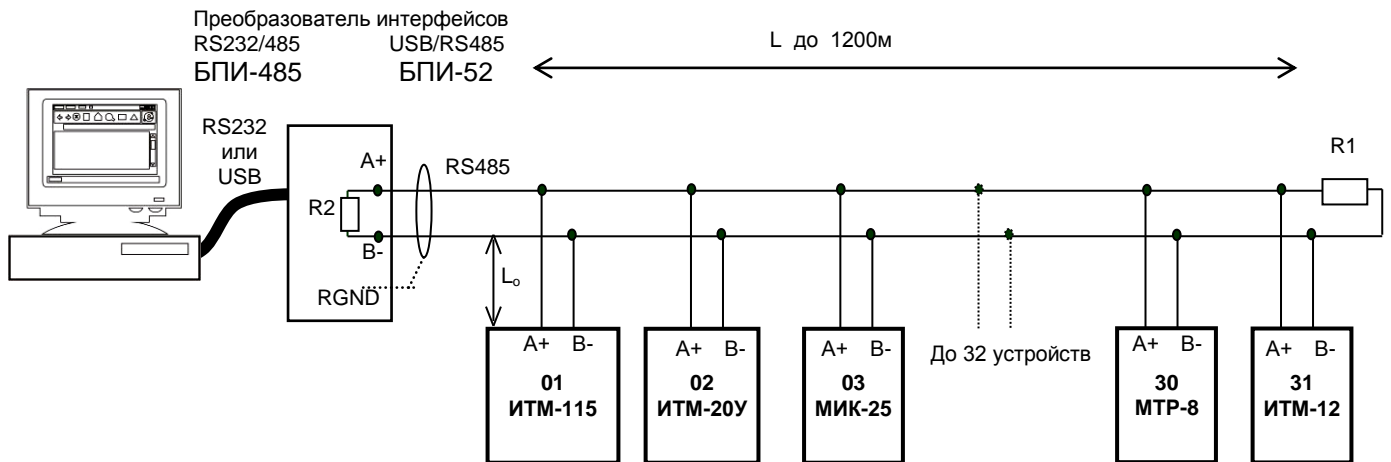 Преобразователь интерфейсов
RS232/485 USB/RS485
БПИ-485 БПИ-52
L до 1200м
RS232
или
USB
A+
R2
B-
RGND
RS485
Lₒ
R1
A+ B-
01
ИТМ-115
A+ B-
02
ИТМ-20У
A+ B-
03
МИК-25
До 32 устройств
A+ B-
30
МТР-8
A+ B-
31
ИТМ-12